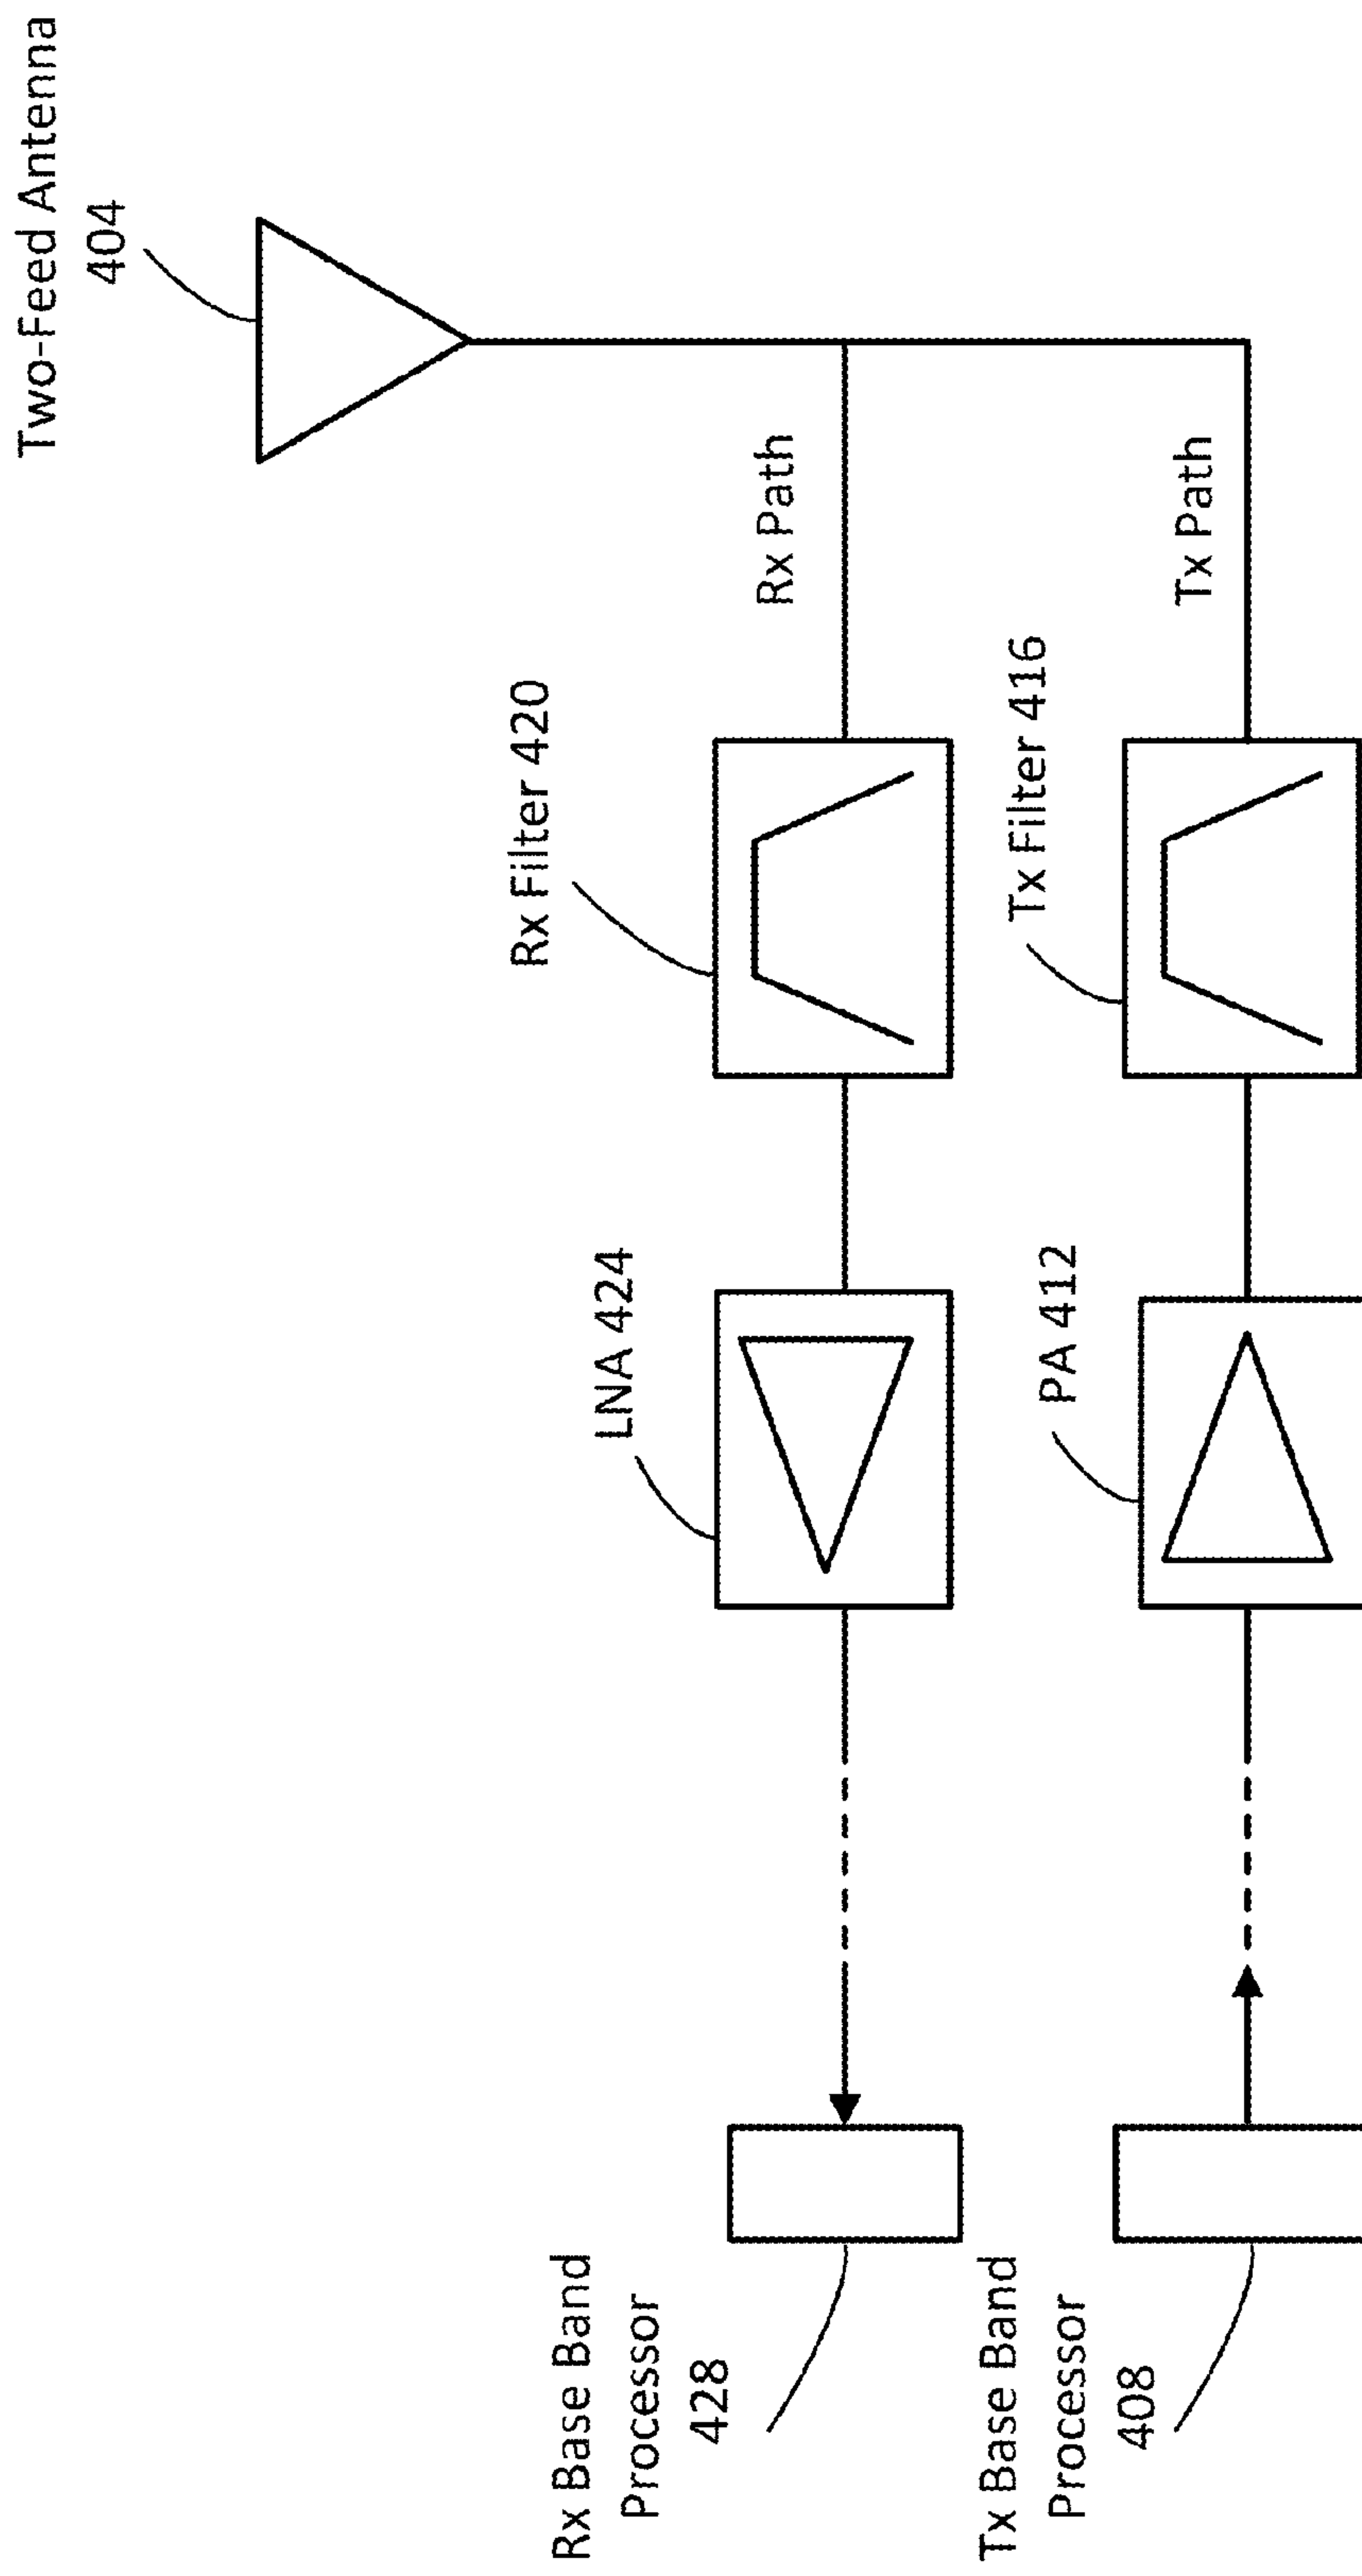 Two-Feed Antenna
404
Rx Path
Rx Filter 420
LNA 424
Rx Base Band
Processor
428
Tx Path
Tx Filter 416
PA 412
Tx Base Band
Processor
408